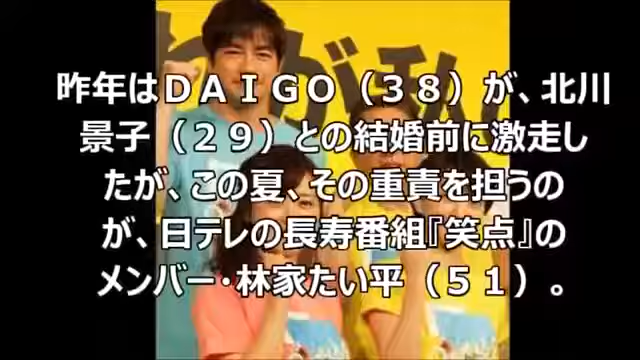 昨年はＤＡＩＧＯ（３８）が、北川
景子（２９）との結婚前に激走し
たが、この夏、その重責を担うの
が、日テレの長寿番組『笑点』の
メンバー・林家たい平（５１）。